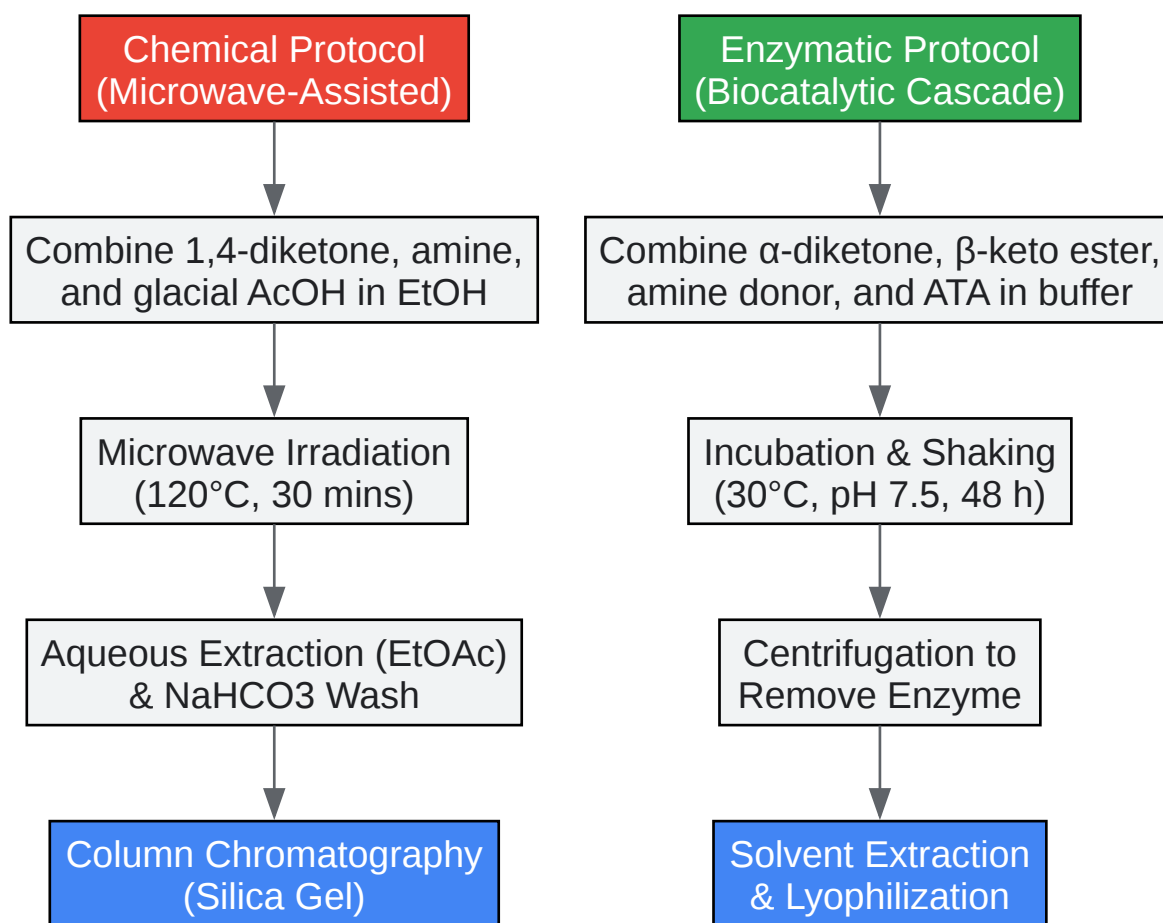 Chemical Protocol
(Microwave-Assisted)
Combine 1,4-diketone, amine,
and glacial AcOH in EtOH
Microwave Irradiation
(120°C, 30 mins)
Aqueous Extraction (EtOAc)
& NaHCO3 Wash
Column Chromatography
(Silica Gel)
Enzymatic Protocol
(Biocatalytic Cascade)
Combine α-diketone, β-keto ester,
amine donor, and ATA in buffer
Incubation & Shaking
(30°C, pH 7.5, 48 h)
Centrifugation to
Remove Enzyme
Solvent Extraction
& Lyophilization